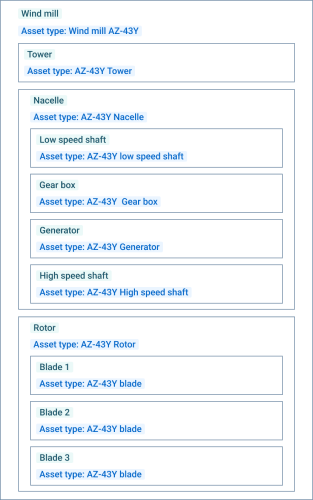 Wind mill
Asset type: Wind mill AZ-43Y
Tower
Asset type: AZ-43Y Tower
Nacelle
Asset type: AZ-43Y Nacelle
Low speed shaft
Asset type: AZ-43Y low speed shaft
Gear box
Asset type: AZ-43Y  Gear box
Generator
Asset type: AZ-43Y Generator
High speed shaft
Asset type: AZ-43Y High speed shaft
Rotor
Asset type: AZ-43Y Rotor
Blade 1
Asset type: AZ-43Y blade
Blade 2
Asset type: AZ-43Y blade
Blade 3
Asset type: AZ-43Y blade